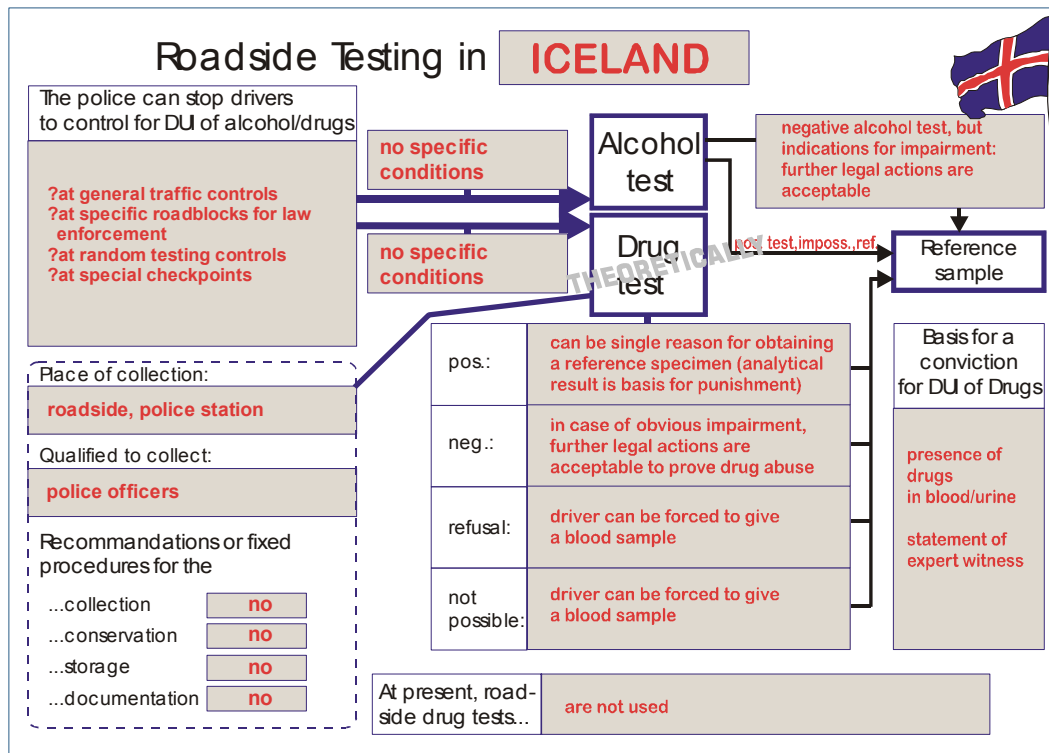 Roadside Testing in ICELAND
The police can stop drivers
to control for DUI of alcohol/drugs
?at general traffic controls
?at specific roadblocks for law
enforcement
?at random testing controls
?at special checkpoints
no specific
conditions
no specific
conditions
Alcohol
test
Drug
test
THEORETICALLY
negative alcohol test, but
indications for impairment:
further legal actions are
acceptable
test,imposs.,ref.
Reference
sample
Place of collection:
roadside, police station
Qualified to collect:
police officers
Recommandations or fixed
procedures for the
...collection no
...conservation no
...storage no
...documentation no
pos.: can be single reason for obtaining
a reference specimen (analytical
result is basis for punishment)
neg.: in case of obvious impairment,
further legal actions are
acceptable to prove drug abuse
refusal: driver can be forced to give
a blood sample
not
possible: driver can be forced to give
a blood sample
Basis for a
conviction
for DUI of Drugs
presence of
drugs
in blood/urine
statement of
expert witness
At present, road-
side drug tests...
are not used